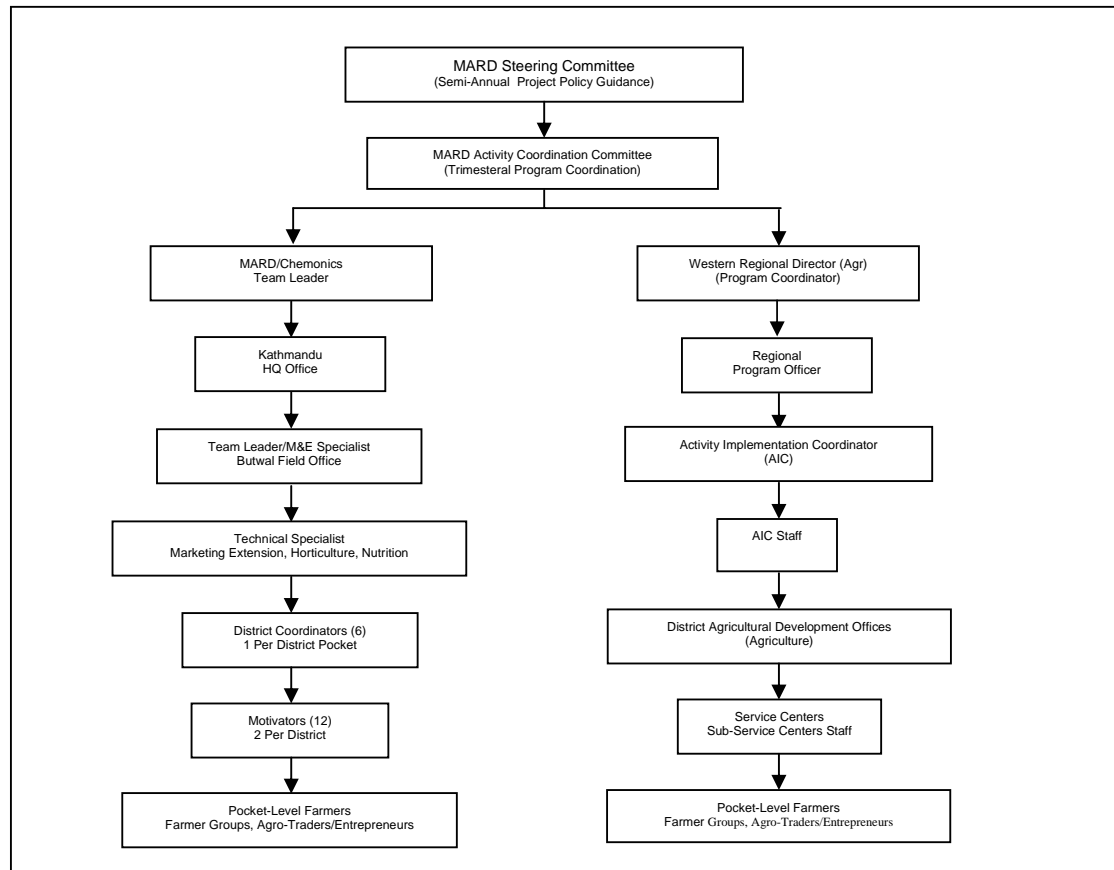 MARD Steering Committee
(Semi-Annual Project Policy Guidance)
MARD Activity Coordination Committee
(Trimesteral Program Coordination)
MARD/Chemonics
Team Leader
Kathmandu
HQ Office
Team Leader/M&E Specialist
Butwal Field Office
Technical Specialist
Marketing Extension, Horticulture, Nutrition
District Coordinators (6)
1 Per District Pocket
Motivators (12)
2 Per District
Pocket-Level Farmers
Farmer Groups, Agro-Traders/Entrepreneurs
Western Regional Director (Agr)
(Program Coordinator)
Regional
Program Officer
Activity Implementation Coordinator
(AIC)
AIC Staff
District Agricultural Development Offices
(Agriculture)
Service Centers
Sub-Service Centers Staff
Pocket-Level Farmers
Farmer Groups, Agro-Traders/Entrepreneurs